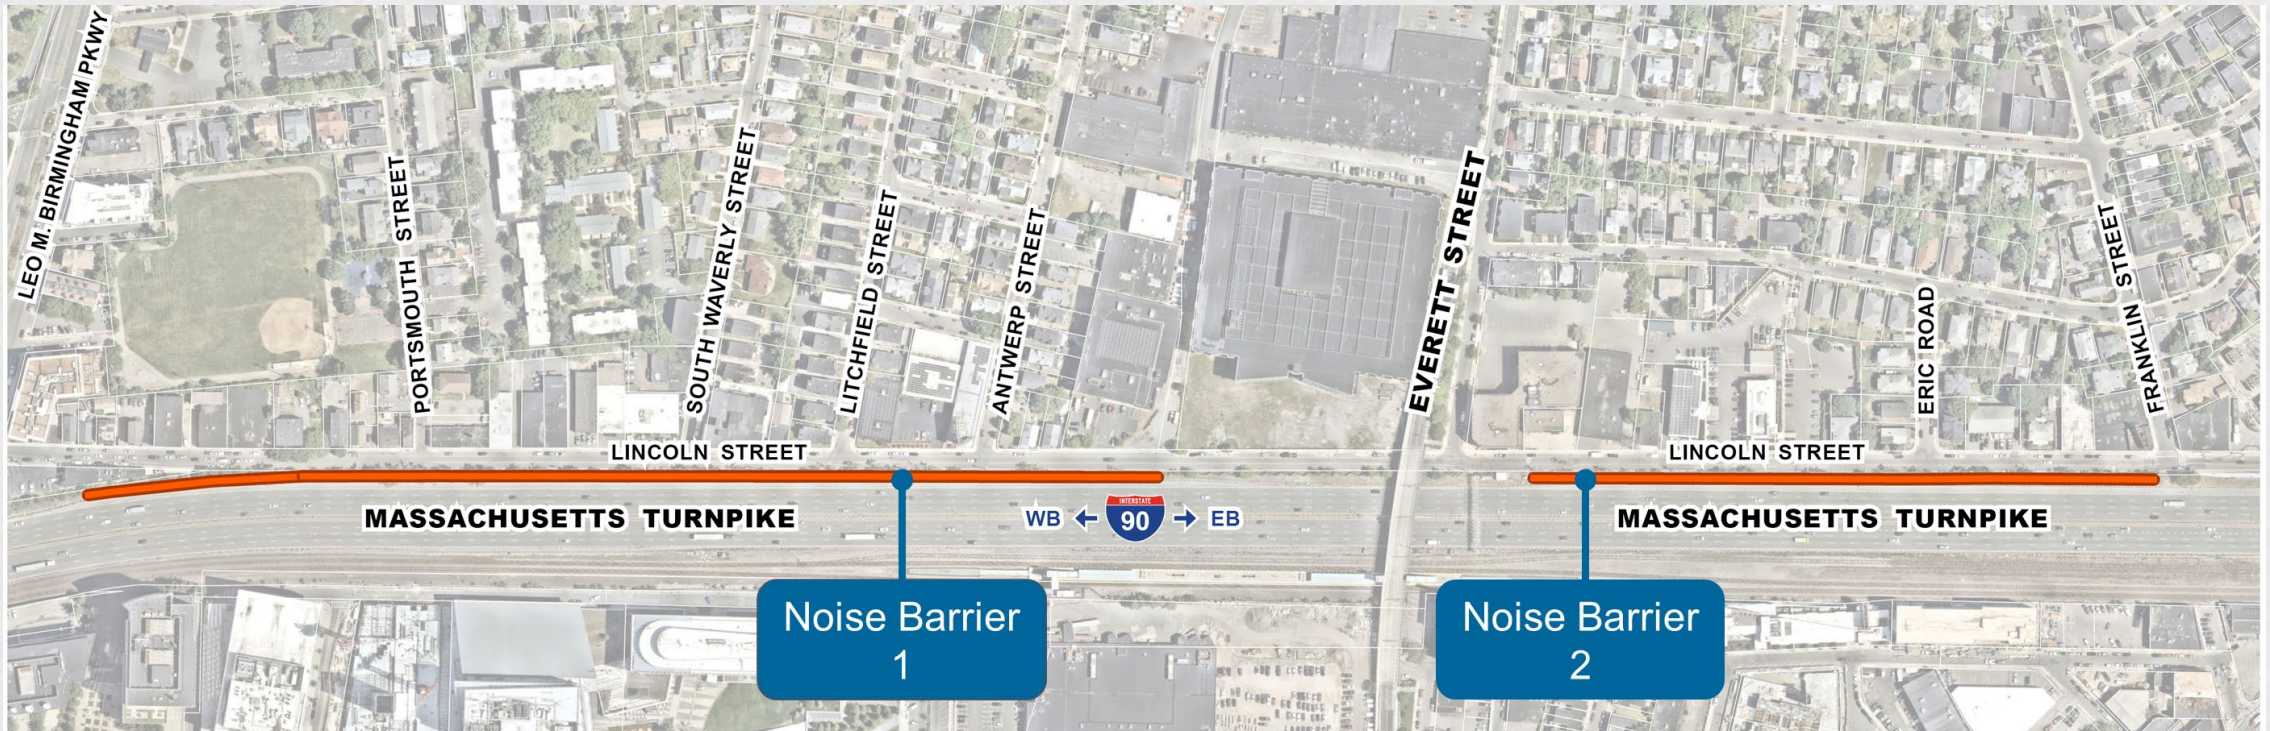 LEO M. BIRMINGHAM PKWY
PORTSMOUTH STREET
SOUTH WAVERLY STREET
LITCHFIELD STREET
ANTWERP STREET
EVERETT STREET
ERIC ROAD
FRANKLIN STREET
LINCOLN STREET
LINCOLN STREET
MASSACHUSETTS TURNPIKE
WB
INTERSTATE
90
EB
MASSACHUSETTS TURNPIKE
Noise Barrier
1
Noise Barrier
2